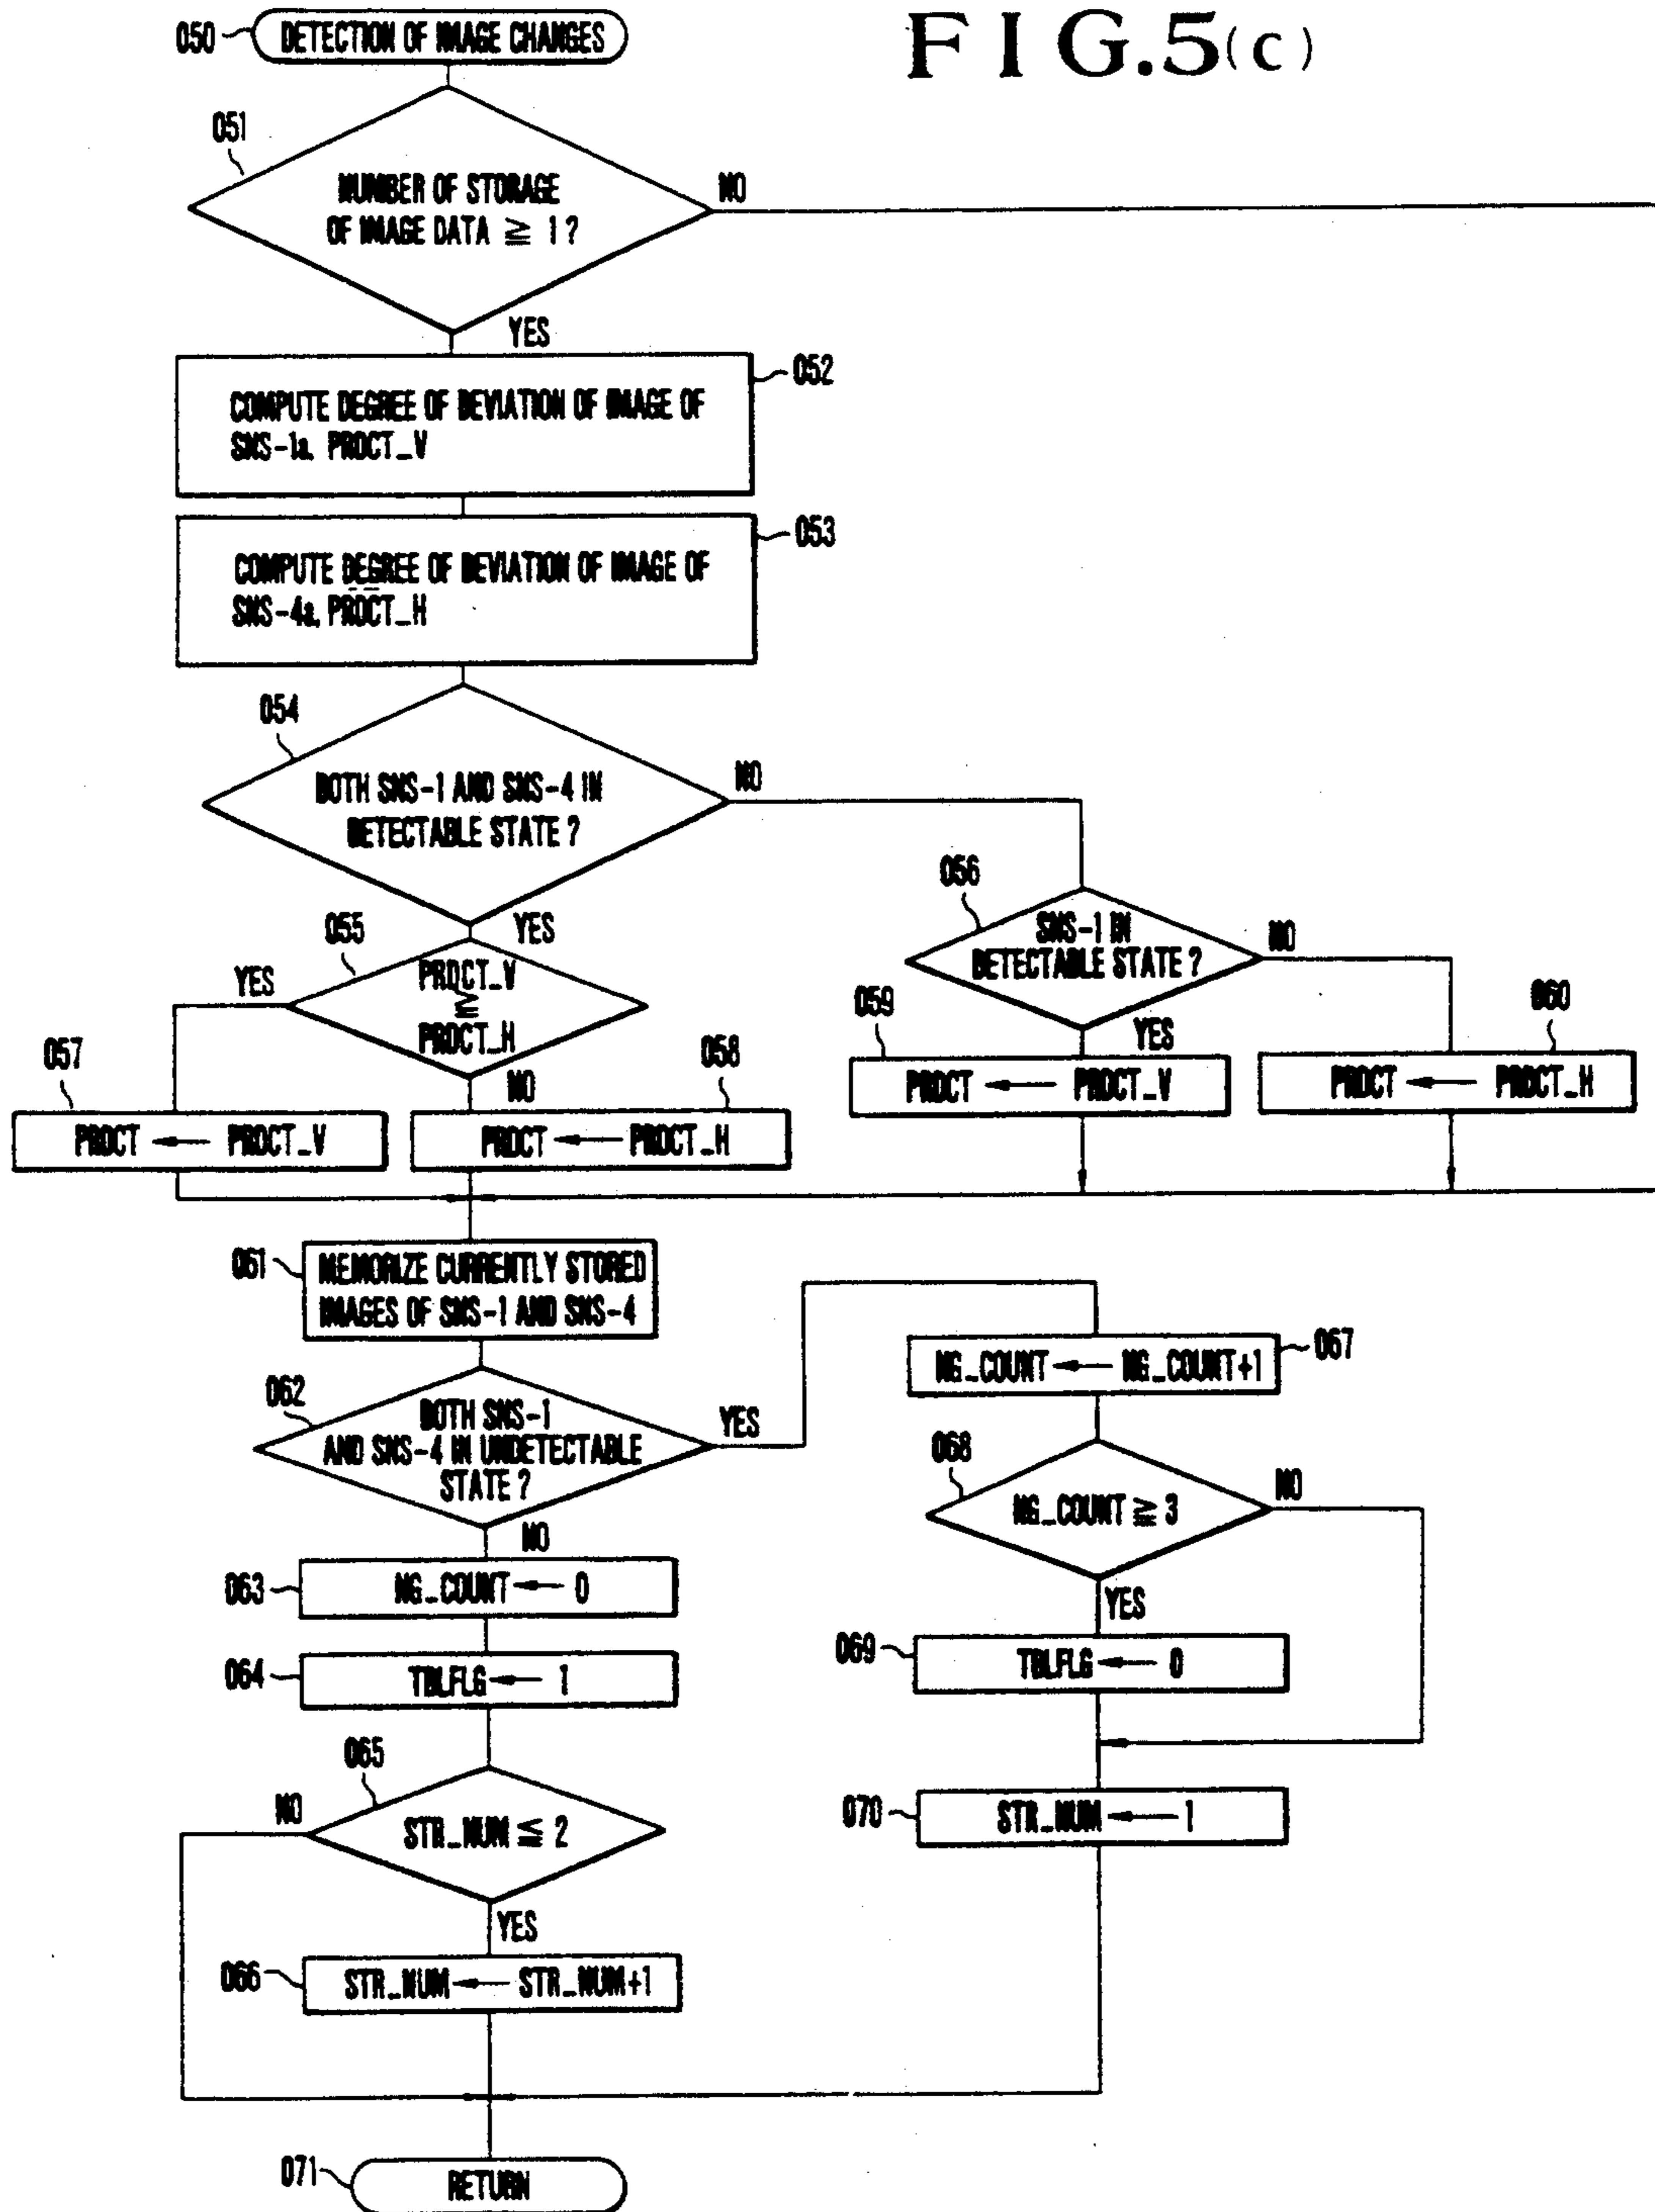 FIG.5(c)
050
DETECTION OF IMAGE CHANGES
051
NUMBER OF STORAGE
OF IMAGE DATA ≧ 1?
NO
YES
052
COMPUTE DEGREE OF DEVIATION OF IMAGE OF
SNS-1a, PRDCT_V
053
COMPUTE DEGREE OF DEVIATION OF IMAGE OF
SNS-4a, PRDCT_H
054
BOTH SNS-1 AND SNS-4 IN
DETECTABLE STATE?
NO
YES
055
PRDCT_V
≧
PRDCT_H
YES
NO
056
SNS-1 IN
DETECTABLE STATE?
NO
YES
057
PRDCT ← PRDCT_V
058
PRDCT ← PRDCT_H
059
PRDCT ← PRDCT_V
060
PRDCT ← PRDCT_H
061
MEMORIZE CURRENTLY STORED
IMAGES OF SNS-1 AND SNS-4
062
BOTH SNS-1
AND SNS-4 IN UNDETECTABLE
STATE?
YES
NO
063
NG_COUNT ← 0
064
TBLFLG ← 1
065
STR_NUM ≦ 2
NO
YES
066
STR_NUM ← STR_NUM+1
067
NG_COUNT ← NG_COUNT+1
068
NG_COUNT ≧ 3
NO
YES
069
TBLFLG ← 0
070
STR_NUM ← 1
071
RETURN